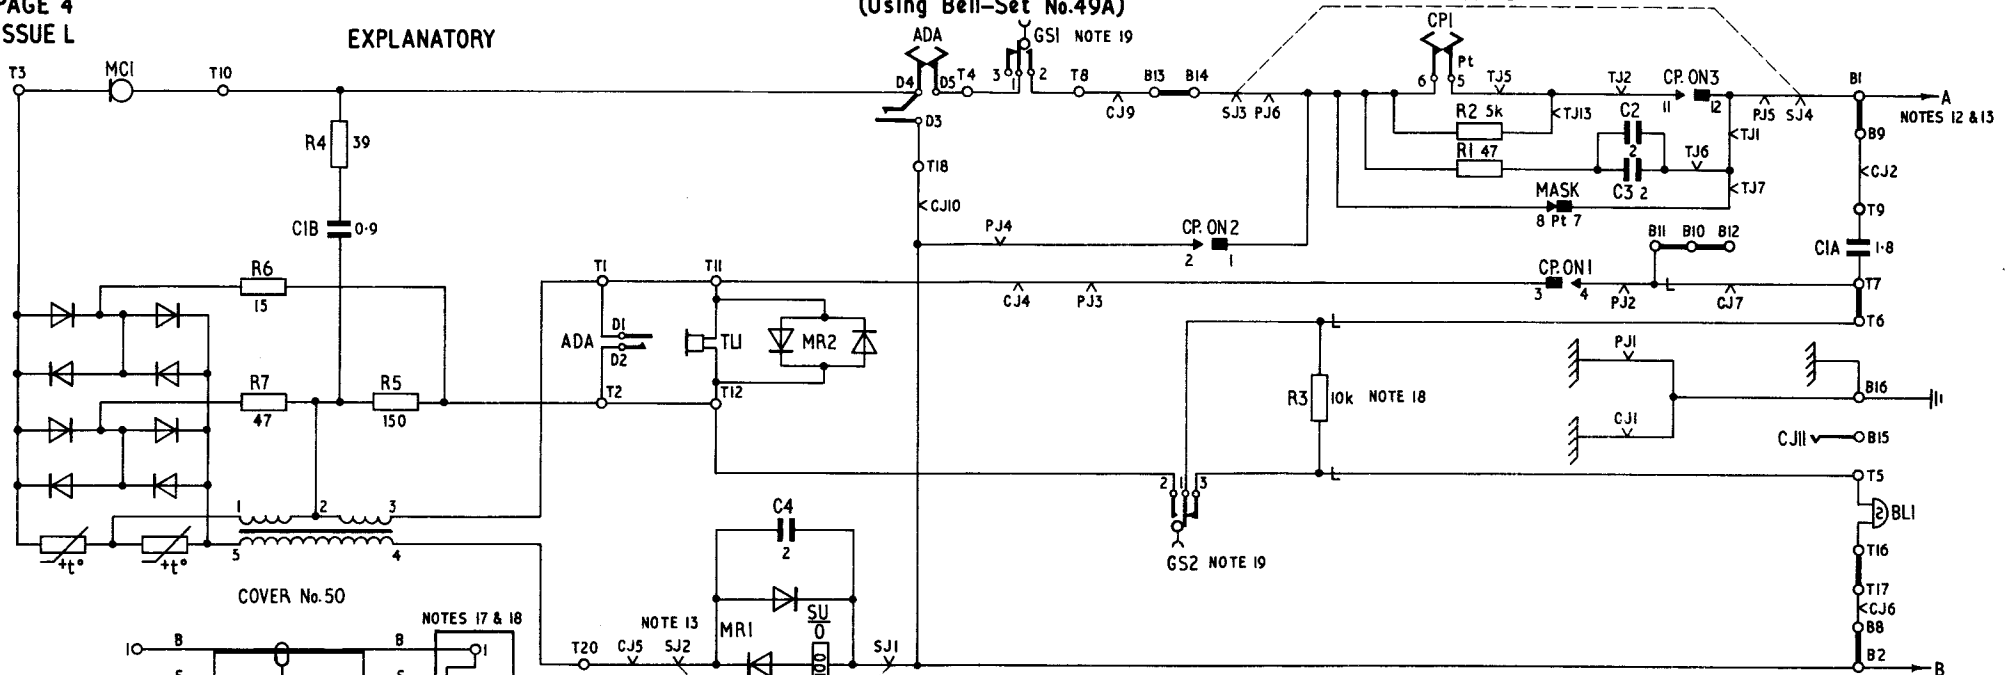 PAGE 4
SSUE L
EXPLANATORY
(Using Bell-Set No.49A)
T3
MC1
T10
ADA
D4
D5
T4
GS1 NOTE 19
3
1
2
T8
CJ9
B13
B14
SJ3
PJ6
CP1
Pt
6
5
TJ5
TJ2
CP. ON3
11
12
PJ5
SJ4
B1
A
NOTES 12 & 13
R4
39
D3
R2 5k
TJ13
C2
2
TJ1
B9
R1 47
TJ6
C3 2
TJ7
CJ2
T18
CJ10
MASK
8 Pt 7
T9
C1B
0·9
PJ4
CP. ON2
2
1
B11
B10
B12
C1A
1·8
R6
15
T1
T11
CJ4
PJ3
CP. ON1
3
4
PJ2
L
CJ7
T7
L
T6
ADA
D1
D2
TL1
MR2
PJ1
R7
47
R5
150
T2
T12
R3
10k NOTE 18
B16
CJ1
CJ11
B15
1
2
3
2
1
3
L
T5
C4
2
BL1
5
4
+t°
+t°
GS2 NOTE 19
T16
COVER No. 50
T17
CJ6
NOTES 17 & 18
NOTE 13
MR1
SU
0
B8
1
B
B
1
T20
CJ5
SJ2
SJ1
B2
B